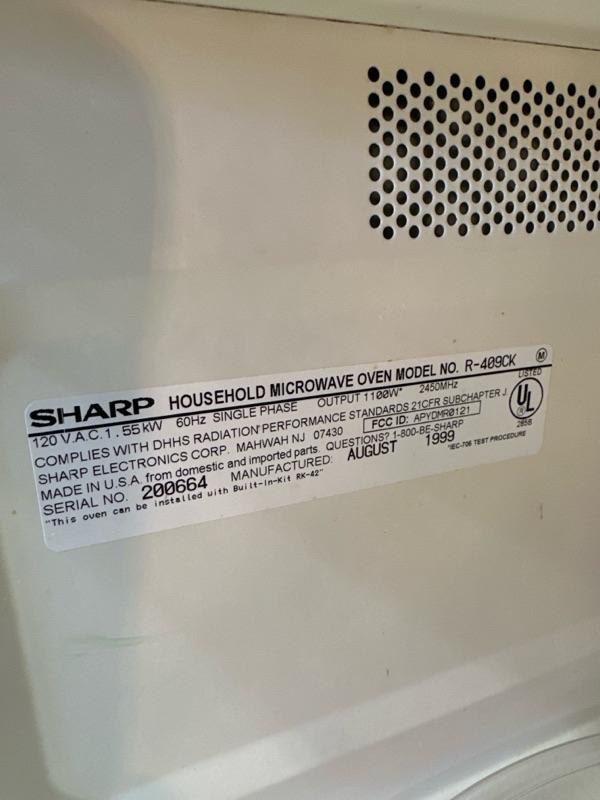 SHARP HOUSEHOLD MICROWAVE OVEN MODEL NO. R-409CK M
120 V.A.C. 1.55kW 60Hz SINGLE PHASE OUTPUT 1100W* 2450MHz LISTED
COMPLIES WITH DHHS RADIATION PERFORMANCE STANDARDS 21CFR SUBCHAPTER J. UL
SHARP ELECTRONICS CORP. MAHWAH NJ 07430 FCC ID: APYDMR0121 285B
MADE IN U.S.A. from domestic and imported parts. QUESTIONS? 1-800-BE-SHARP
SERIAL NO. 200664 MANUFACTURED: AUGUST 1999 *IEC-706 TEST PROCEDURE
"This oven can be installed with Built-In-Kit RK-42"